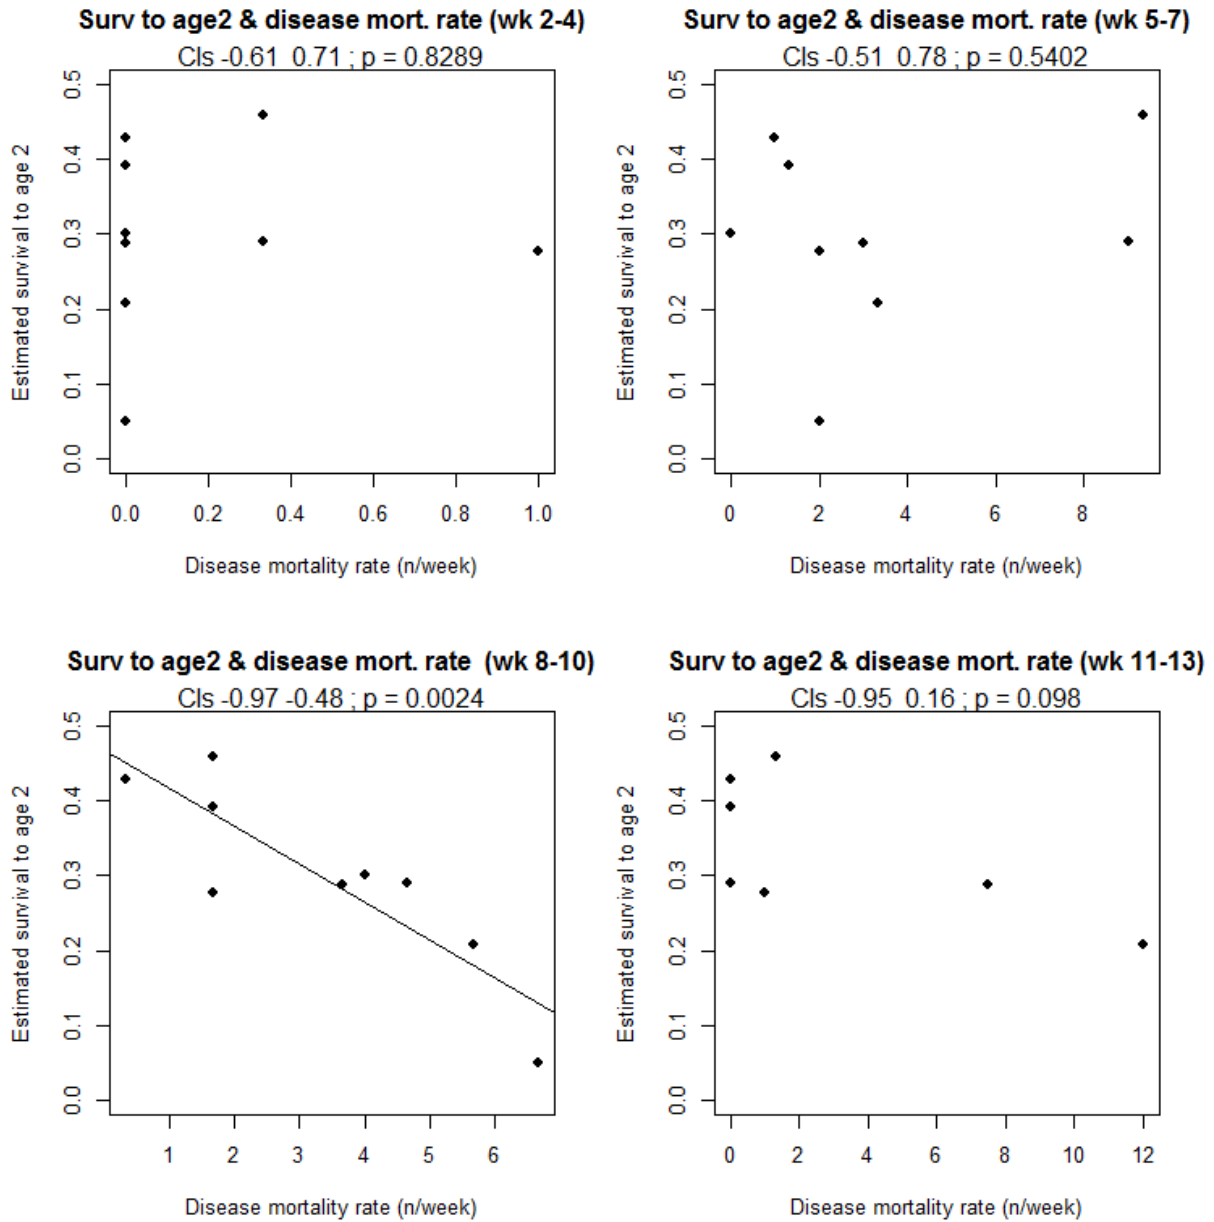 Surv to age2 & disease mort. rate (wk 2-4)
CIs -0.61 0.71 ; p = 0.8289
Estimated survival to age 2
0.5
0.4
0.3
0.2
0.1
0.0
0.0 0.2 0.4 0.6 0.8 1.0
Disease mortality rate (n/week)
Surv to age2 & disease mort. rate (wk 5-7)
CIs -0.51 0.78 ; p = 0.5402
Estimated survival to age 2
0.5
0.4
0.3
0.2
0.1
0.0
0 2 4 6 8
Disease mortality rate (n/week)
Surv to age2 & disease mort. rate (wk 8-10)
CIs -0.97 -0.48 ; p = 0.0024
Estimated survival to age 2
0.5
0.4
0.3
0.2
0.1
0.0
1 2 3 4 5 6
Disease mortality rate (n/week)
Surv to age2 & disease mort. rate (wk 11-13)
CIs -0.95 0.16 ; p = 0.098
Estimated survival to age 2
0.5
0.4
0.3
0.2
0.1
0.0
0 2 4 6 8 10 12
Disease mortality rate (n/week)